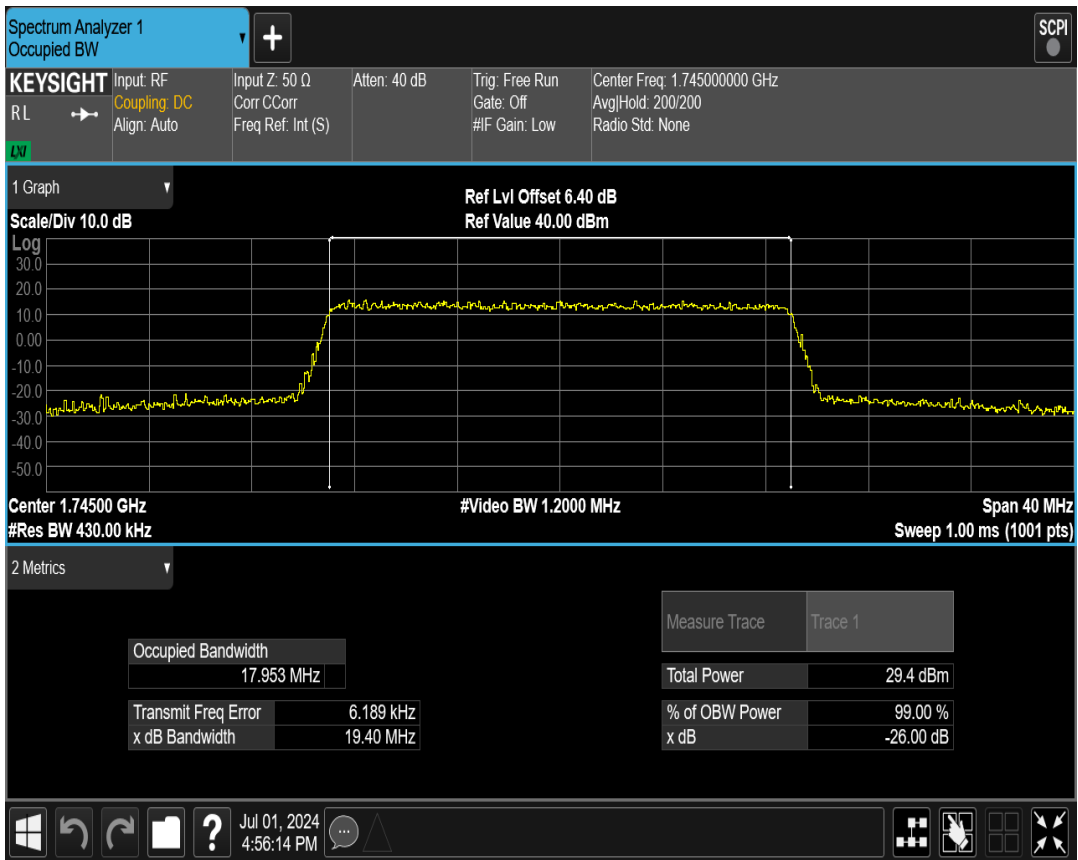 Spectrum Analyzer 1
Occupied BW
+
SCPI
KEYSIGHT
R L
LXI
Input: RF
Coupling: DC
Align: Auto
Input Z: 50 Ω
Corr CCorr
Freq Ref: Int (S)
Atten: 40 dB
Trig: Free Run
Gate: Off
#IF Gain: Low
Center Freq: 1.745000000 GHz
Avg|Hold: 200/200
Radio Std: None
1 Graph
Ref Lvl Offset 6.40 dB
Scale/Div 10.0 dB
Ref Value 40.00 dBm
Log
30.0
20.0
10.0
0.00
-10.0
-20.0
-30.0
-40.0
-50.0
Center 1.74500 GHz
#Video BW 1.2000 MHz
Span 40 MHz
#Res BW 430.00 kHz
Sweep 1.00 ms (1001 pts)
2 Metrics
Measure Trace Trace 1
Occupied Bandwidth
17.953 MHz
Total Power 29.4 dBm
Transmit Freq Error 6.189 kHz
% of OBW Power 99.00 %
x dB Bandwidth 19.40 MHz
x dB -26.00 dB
?
Jul 01, 2024
4:56:14 PM